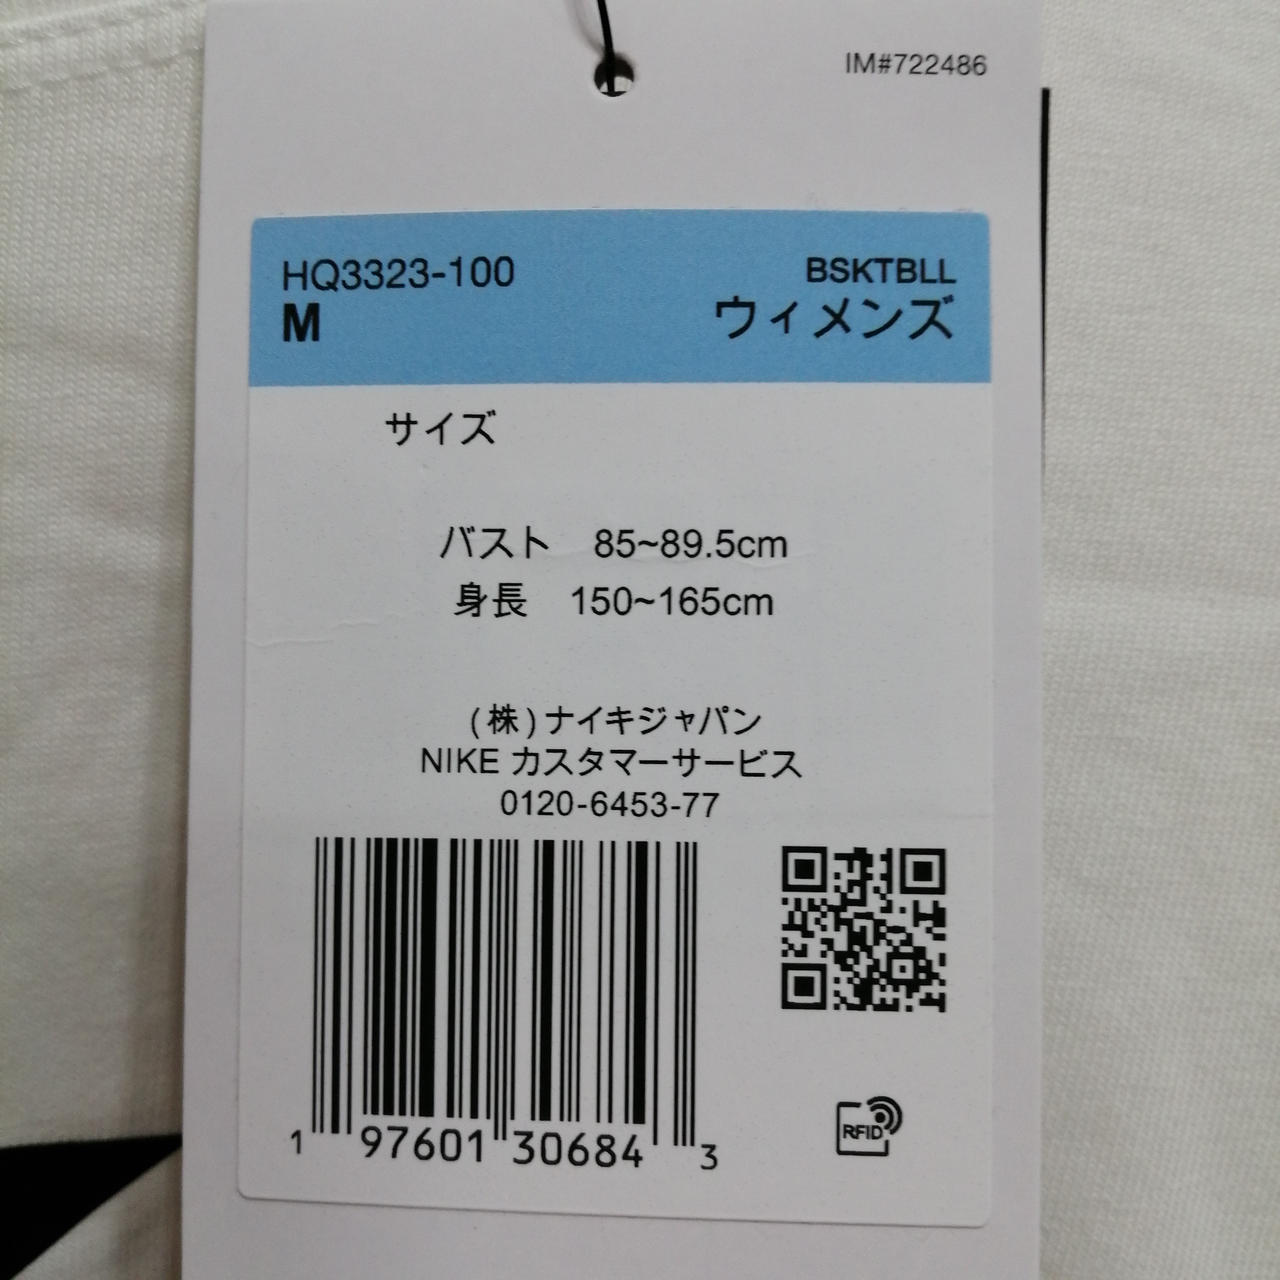 IM#722486
HQ3323-100 BSKTBLL
M ウィメンズ
サイズ
バスト 85~89.5cm
身長 150~165cm
(株)ナイキジャパン
NIKE カスタマーサービス
0120-6453-77
1 97601 30684 3
RFID